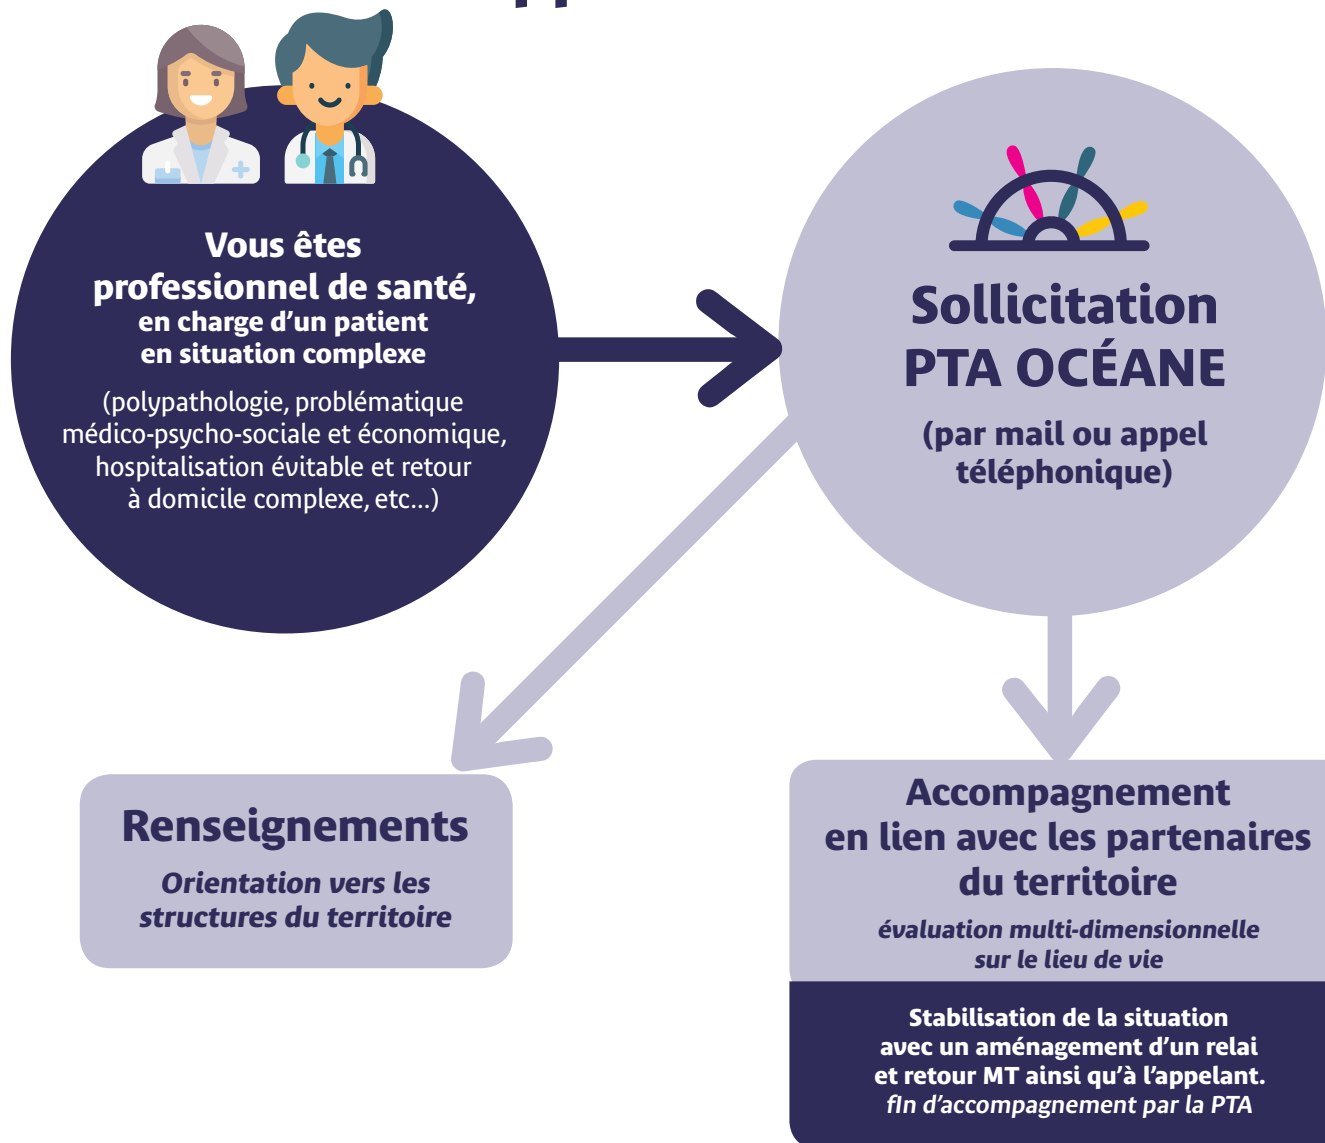 Vous êtes
professionnel de santé,
en charge d’un patient
en situation complexe
(polypathologie, problématique
médico-psycho-sociale et économique,
hospitalisation évitable et retour
à domicile complexe, etc...)
Sollicitation
PTA OCÉANE
(par mail ou appel
téléphonique)
Renseignements
Orientation vers les
structures du territoire
Accompagnement
en lien avec les partenaires
du territoire
évaluation multi-dimensionnelle
sur le lieu de vie
Stabilisation de la situation
avec un aménagement d’un relai
et retour MT ainsi qu’à l’appelant.
fIn d’accompagnement par la PTA